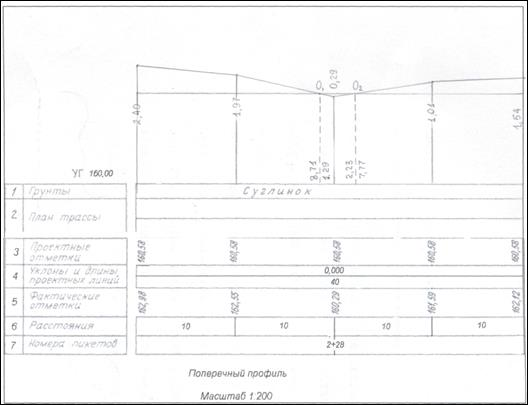 O₁ 0,29 O₂
2,40 1,97 1,01 1,54
8,71 1,29 2,23 7,77
УГ 160,00
1 Грунты Суглинок
2 План трассы
3 Проектные отметки 160,58 160,58 160,58 160,58 160,58
4 Уклоны и длины проектных линий 0,000 40
5 Фактические отметки 162,98 162,55 160,29 161,59 162,12
6 Расстояния 10 10 10 10
7 Номера пикетов 2+28
Поперечный профиль
Масштаб 1:200